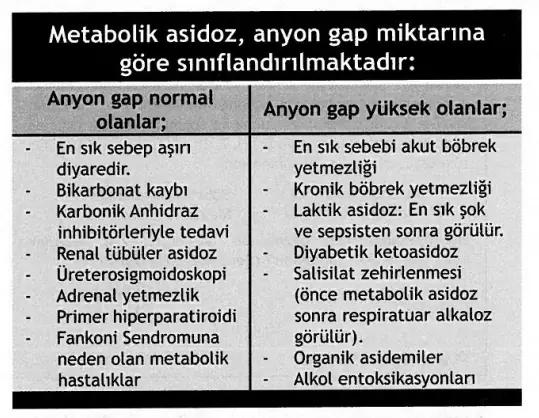 Metabolik asidoz, anyon gap miktarına
göre sınıflandırılmaktadır:
Anyon gap normal
olanlar;
- En sık sebep aşırı
diyaredir.
- Bikarbonat kaybı
- Karbonik Anhidraz
inhibitörleriyle tedavi
- Renal tübüler asidoz
- Üreterosigmoidoskopi
- Adrenal yetmezlik
- Primer hiperparatiroidi
- Fankoni Sendromuna
neden olan metabolik
hastalıklar
Anyon gap yüksek olanlar;
- En sık sebebi akut böbrek
yetmezliği
- Kronik böbrek yetmezliği
- Laktik asidoz: En sık şok
ve sepsisten sonra görülür.
- Diyabetik ketoasidoz
- Salisilat zehirlenmesi
(önce metabolik asidoz
sonra respiratuar alkaloz
görülür).
- Organik asidemiler
- Alkol entoksikasyonları